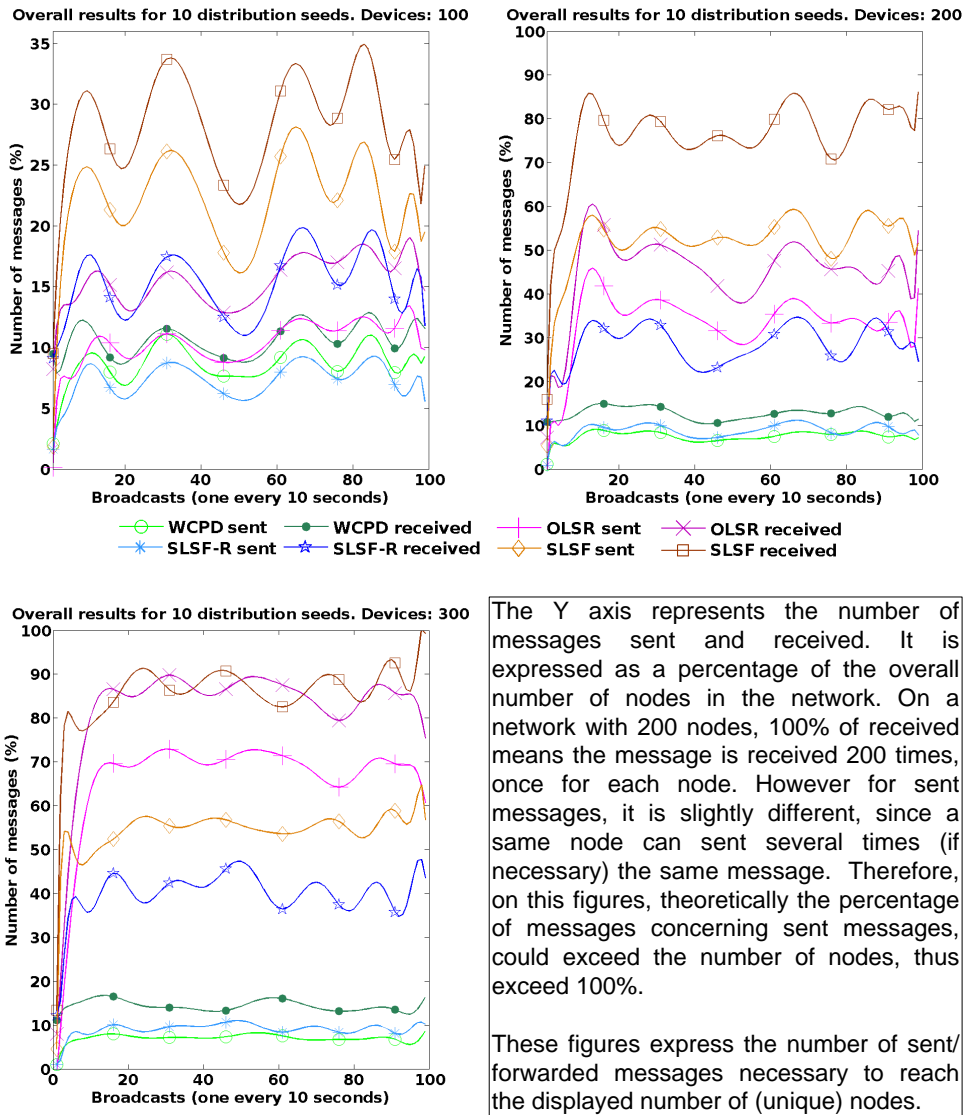 Overall results for 10 distribution seeds. Devices: 100
Number of messages (%)
35
30
25
20
15
10
5
0
20
40
60
80
100
Broadcasts (one every 10 seconds)
Overall results for 10 distribution seeds. Devices: 200
Number of messages (%)
100
90
80
70
60
50
40
30
20
10
0
0
20
40
60
80
100
Broadcasts (one every 10 seconds)
WCPD sent
WCPD received
OLSR sent
OLSR received
SLSF-R sent
SLSF-R received
SLSF sent
SLSF received
Overall results for 10 distribution seeds. Devices: 300
Number of messages (%)
100
90
80
70
60
50
40
30
20
10
0
0
20
40
60
80
100
Broadcasts (one every 10 seconds)
The Y axis represents the number of
messages sent and received. It is
expressed as a percentage of the overall
number of nodes in the network. On a
network with 200 nodes, 100% of received
means the message is received 200 times,
once for each node. However for sent
messages, it is slightly different, since a
same node can sent several times (if
necessary) the same message. Therefore,
on this figures, theoretically the percentage
of messages concerning sent messages,
could exceed the number of nodes, thus
exceed 100%.
These figures express the number of sent/
forwarded messages necessary to reach
the displayed number of (unique) nodes.